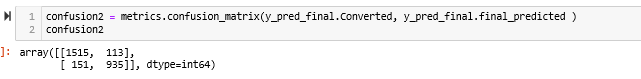 1 confusion2 = metrics.confusion_matrix(y_pred_final.Converted, y_pred_final.final_predicted )
2 confusion2
]: array([[1515, 113],
[ 151, 935]], dtype=int64)